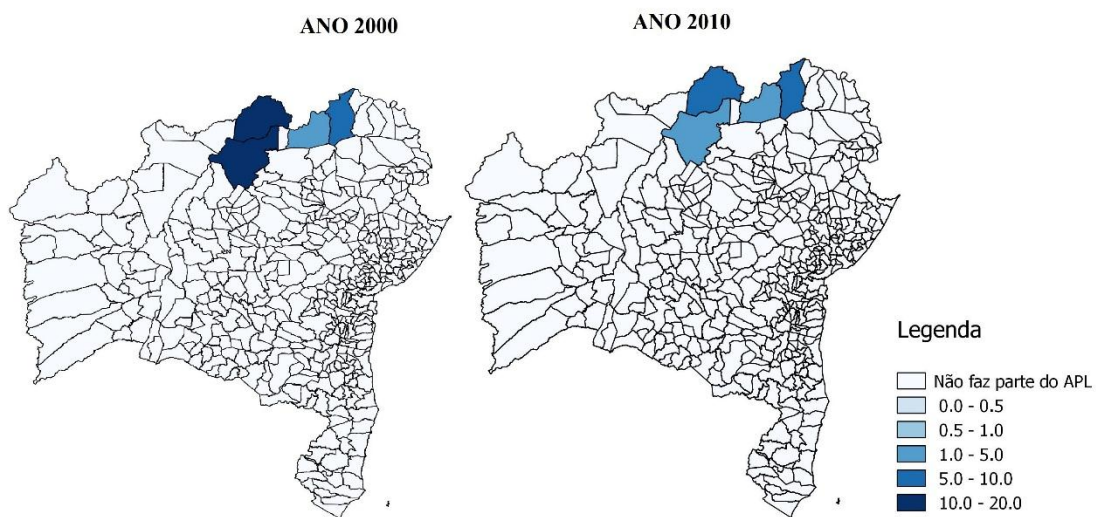 ANO 2000
ANO 2010
Legenda
Não faz parte do APL
0.0 - 0.5
0.5 - 1.0
1.0 - 5.0
5.0 - 10.0
10.0 - 20.0